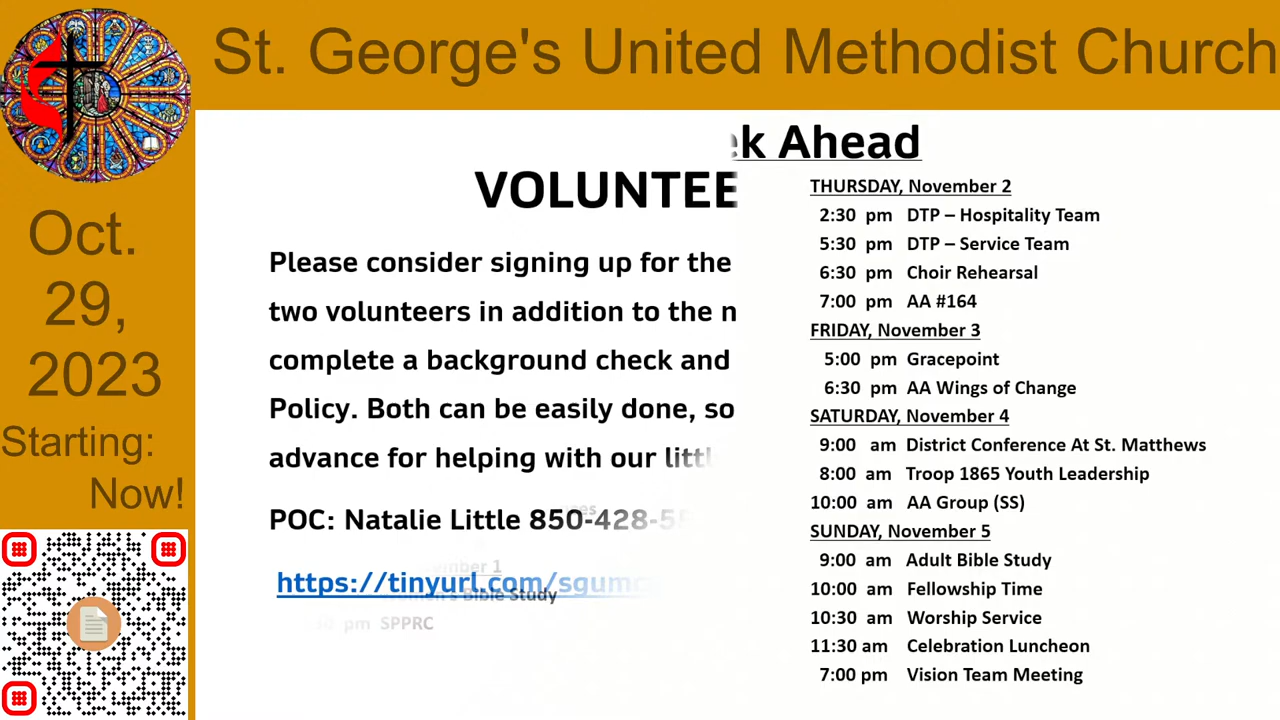 St. George's United Methodist Church
Oct.
29,
2023
Starting:
Now!
Ahead
Please consider signing up for the
two volunteers in addition to the
complete a background check and
Policy. Both can be easily done, so
advance for helping with our
POC: Natalie Little 850-428-
https://tinyurl.com/sgumc
Bible Study
pm SPPRC
THURSDAY, November 2
2:30 pm DTP – Hospitality Team
5:30 pm DTP – Service Team
6:30 pm Choir Rehearsal
7:00 pm AA #164
FRIDAY, November 3
5:00 pm Gracepoint
6:30 pm AA Wings of Change
SATURDAY, November 4
9:00 am District Conference At St. Matthews
8:00 am Troop 1865 Youth Leadership
10:00 am AA Group (SS)
SUNDAY, November 5
9:00 am Adult Bible Study
10:00 am Fellowship Time
10:30 am Worship Service
11:30 am Celebration Luncheon
7:00 pm Vision Team Meeting